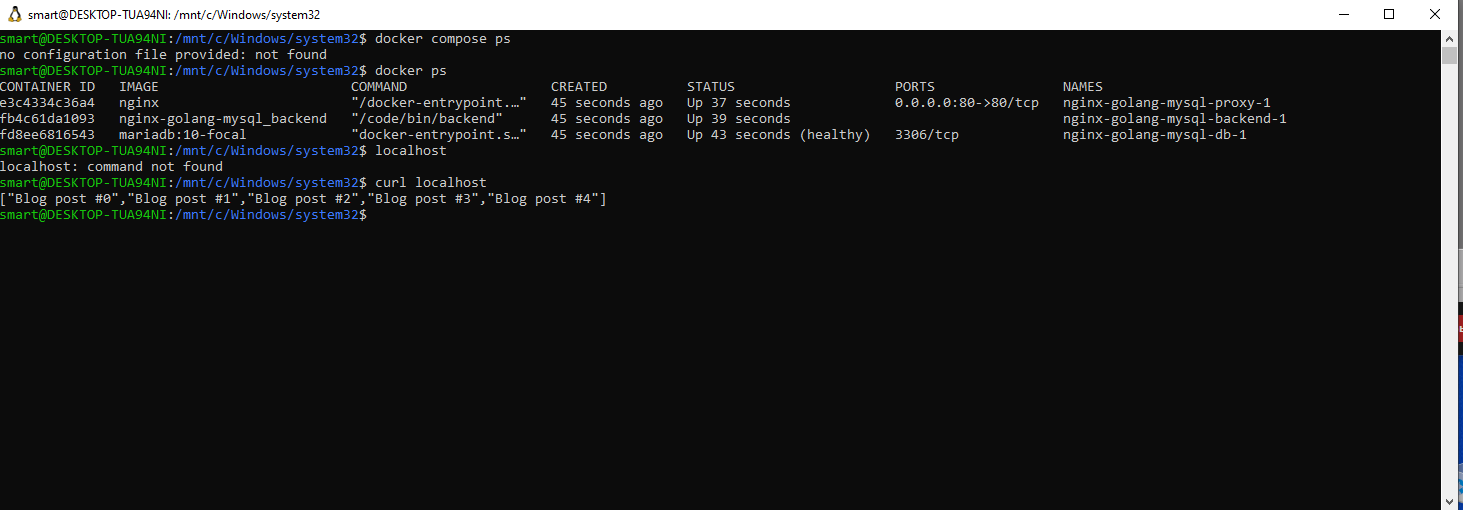 smart@DESKTOP-TUA94NI: /mnt/c/Windows/system32
smart@DESKTOP-TUA94NI:/mnt/c/Windows/system32$ docker compose ps
no configuration file provided: not found
smart@DESKTOP-TUA94NI:/mnt/c/Windows/system32$ docker ps
CONTAINER ID   IMAGE                        COMMAND                  CREATED          STATUS                    PORTS                NAMES
e3c4334c36a4   nginx                        "/docker-entrypoint.…"   45 seconds ago   Up 37 seconds             0.0.0.0:80->80/tcp   nginx-golang-mysql-proxy-1
fb4c61da1093   nginx-golang-mysql_backend   "/code/bin/backend"      45 seconds ago   Up 39 seconds                                  nginx-golang-mysql-backend-1
fd8ee6816543   mariadb:10-focal             "docker-entrypoint.s…"   45 seconds ago   Up 43 seconds (healthy)   3306/tcp             nginx-golang-mysql-db-1
smart@DESKTOP-TUA94NI:/mnt/c/Windows/system32$ localhost
localhost: command not found
smart@DESKTOP-TUA94NI:/mnt/c/Windows/system32$ curl localhost
["Blog post #0","Blog post #1","Blog post #2","Blog post #3","Blog post #4"]
smart@DESKTOP-TUA94NI:/mnt/c/Windows/system32$